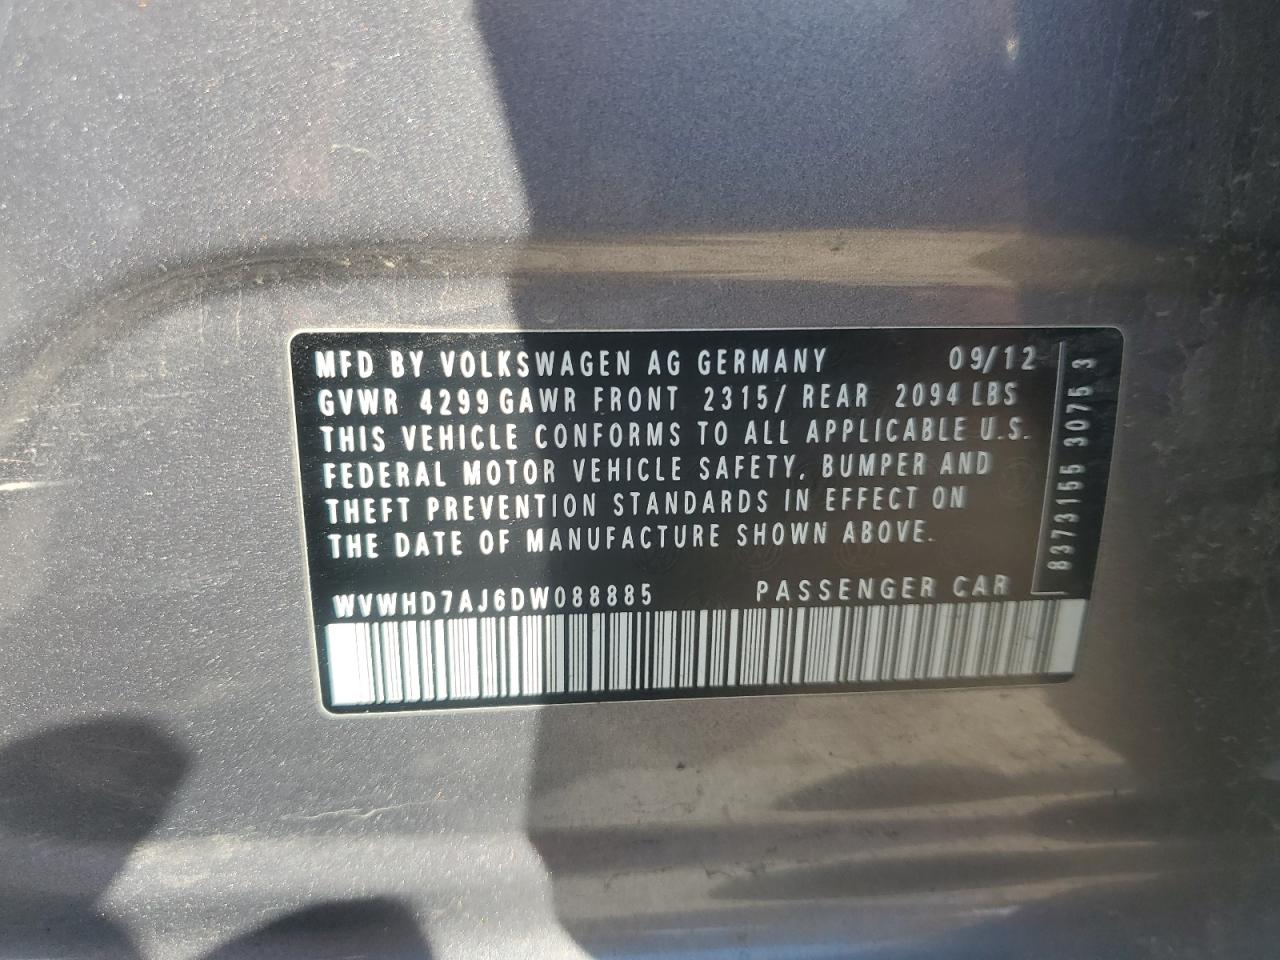 MFD BY VOLKSWAGEN AG GERMANY 09/12
GVWR 4299 GAWR FRONT 2315/ REAR 2094 LBS
THIS VEHICLE CONFORMS TO ALL APPLICABLE U.S.
FEDERAL MOTOR VEHICLE SAFETY, BUMPER AND
THEFT PREVENTION STANDARDS IN EFFECT ON
THE DATE OF MANUFACTURE SHOWN ABOVE.
WVWHD7AJ6DW088885 PASSENGER CAR
8373155 3075 3